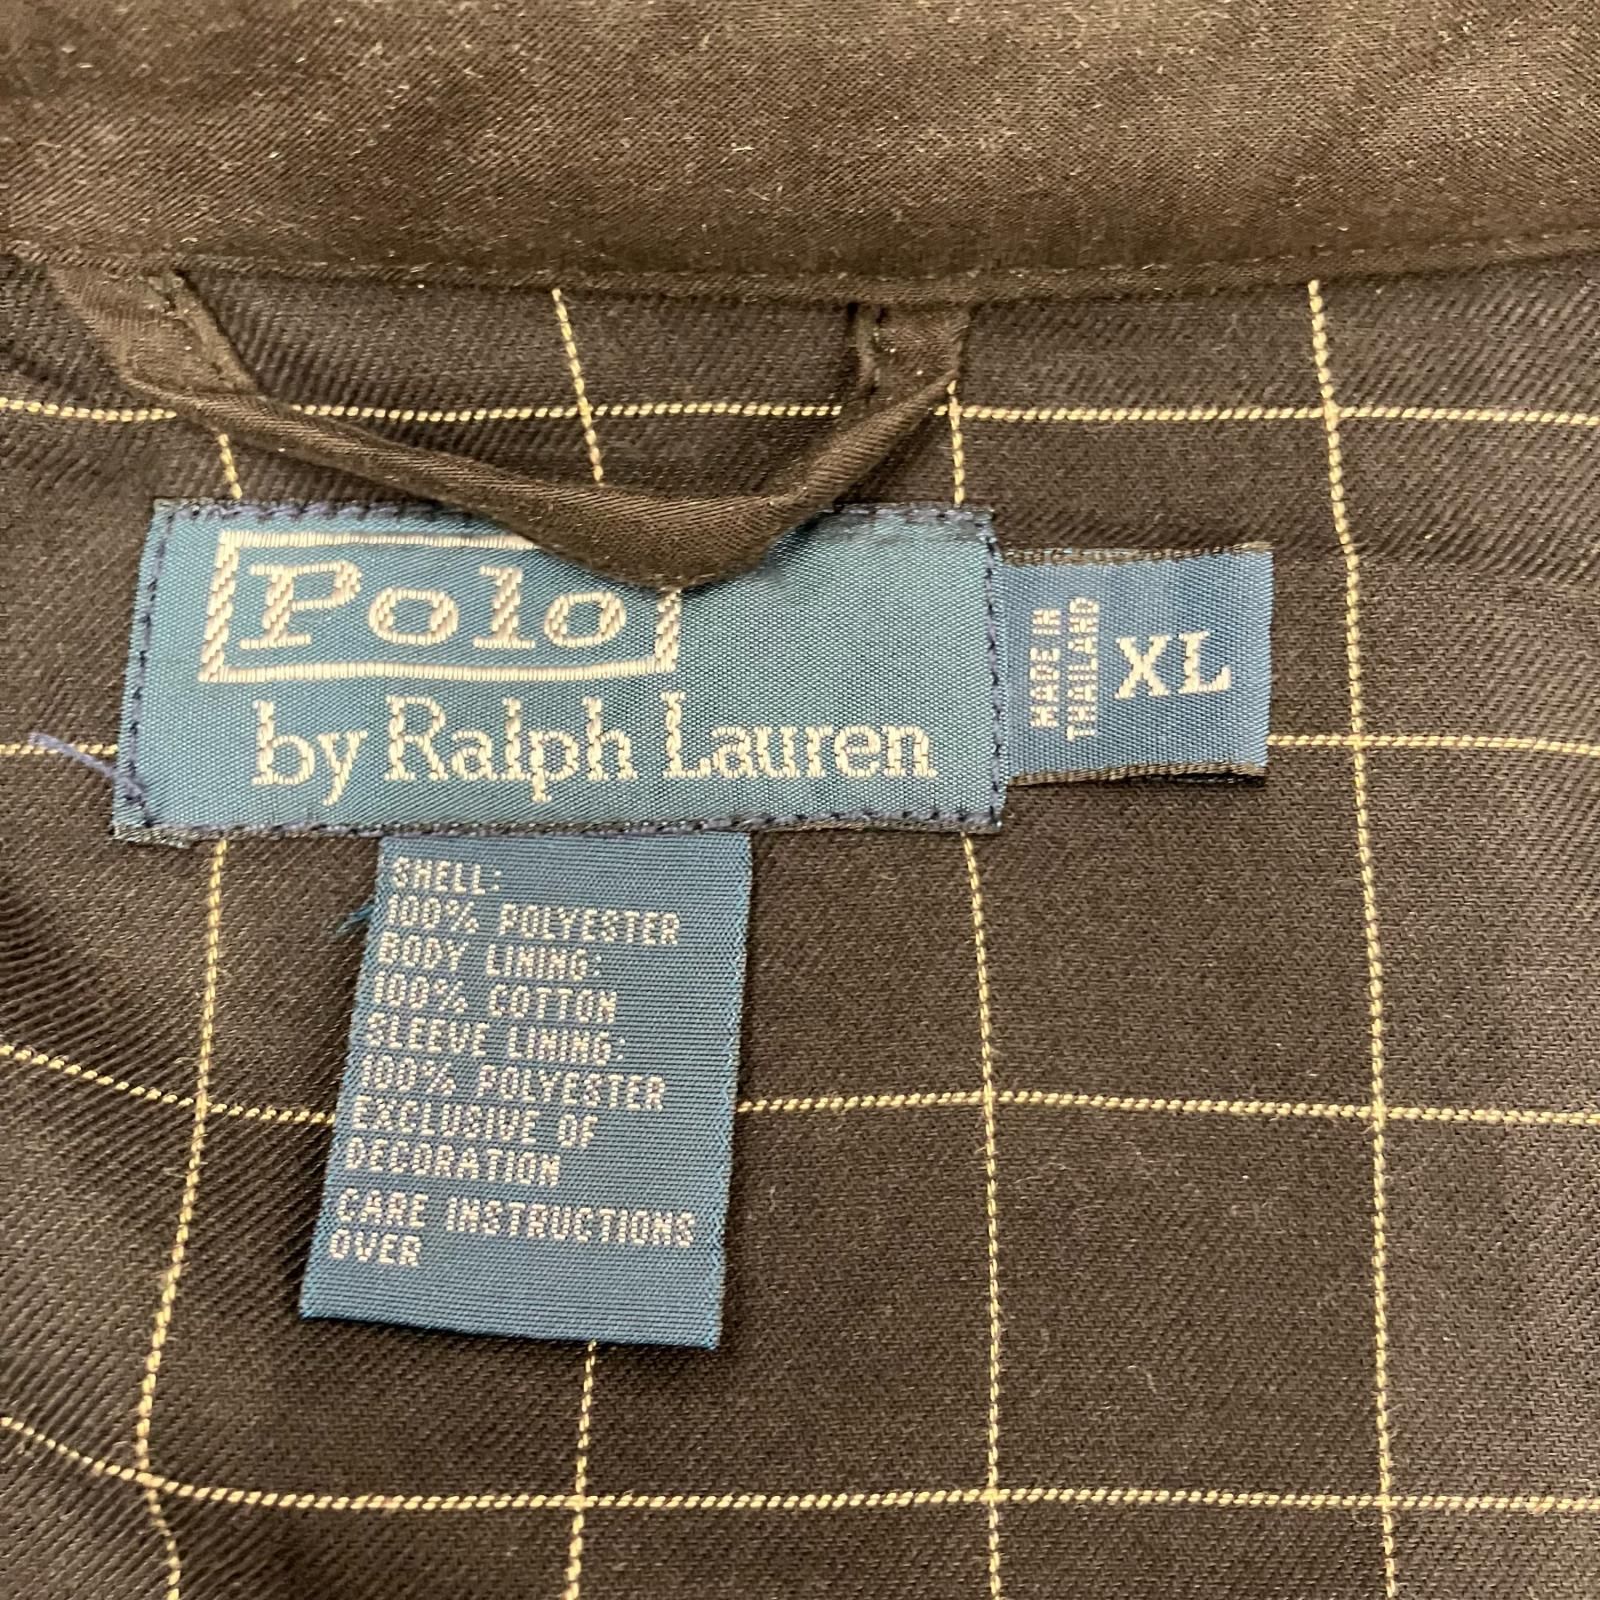 Polo
by Ralph Lauren
MADE IN
THAILAND
XL
SHELL:
100% POLYESTER
BODY LINING:
100% COTTON
SLEEVE LINING:
100% POLYESTER
EXCLUSIVE OF
DECORATION
CARE INSTRUCTIONS
OVER